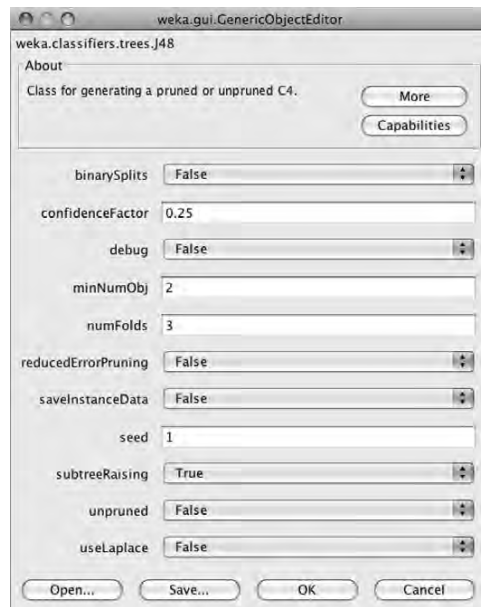 weka.gui.GenericObjectEditor
weka.classifiers.trees.J48
About
Class for generating a pruned or unpruned C4.
More
Capabilities
binarySplits False
confidenceFactor 0.25
debug False
minNumObj 2
numFolds 3
reducedErrorPruning False
saveInstanceData False
seed 1
subtreeRaising True
unpruned False
useLaplace False
Open... Save... OK Cancel